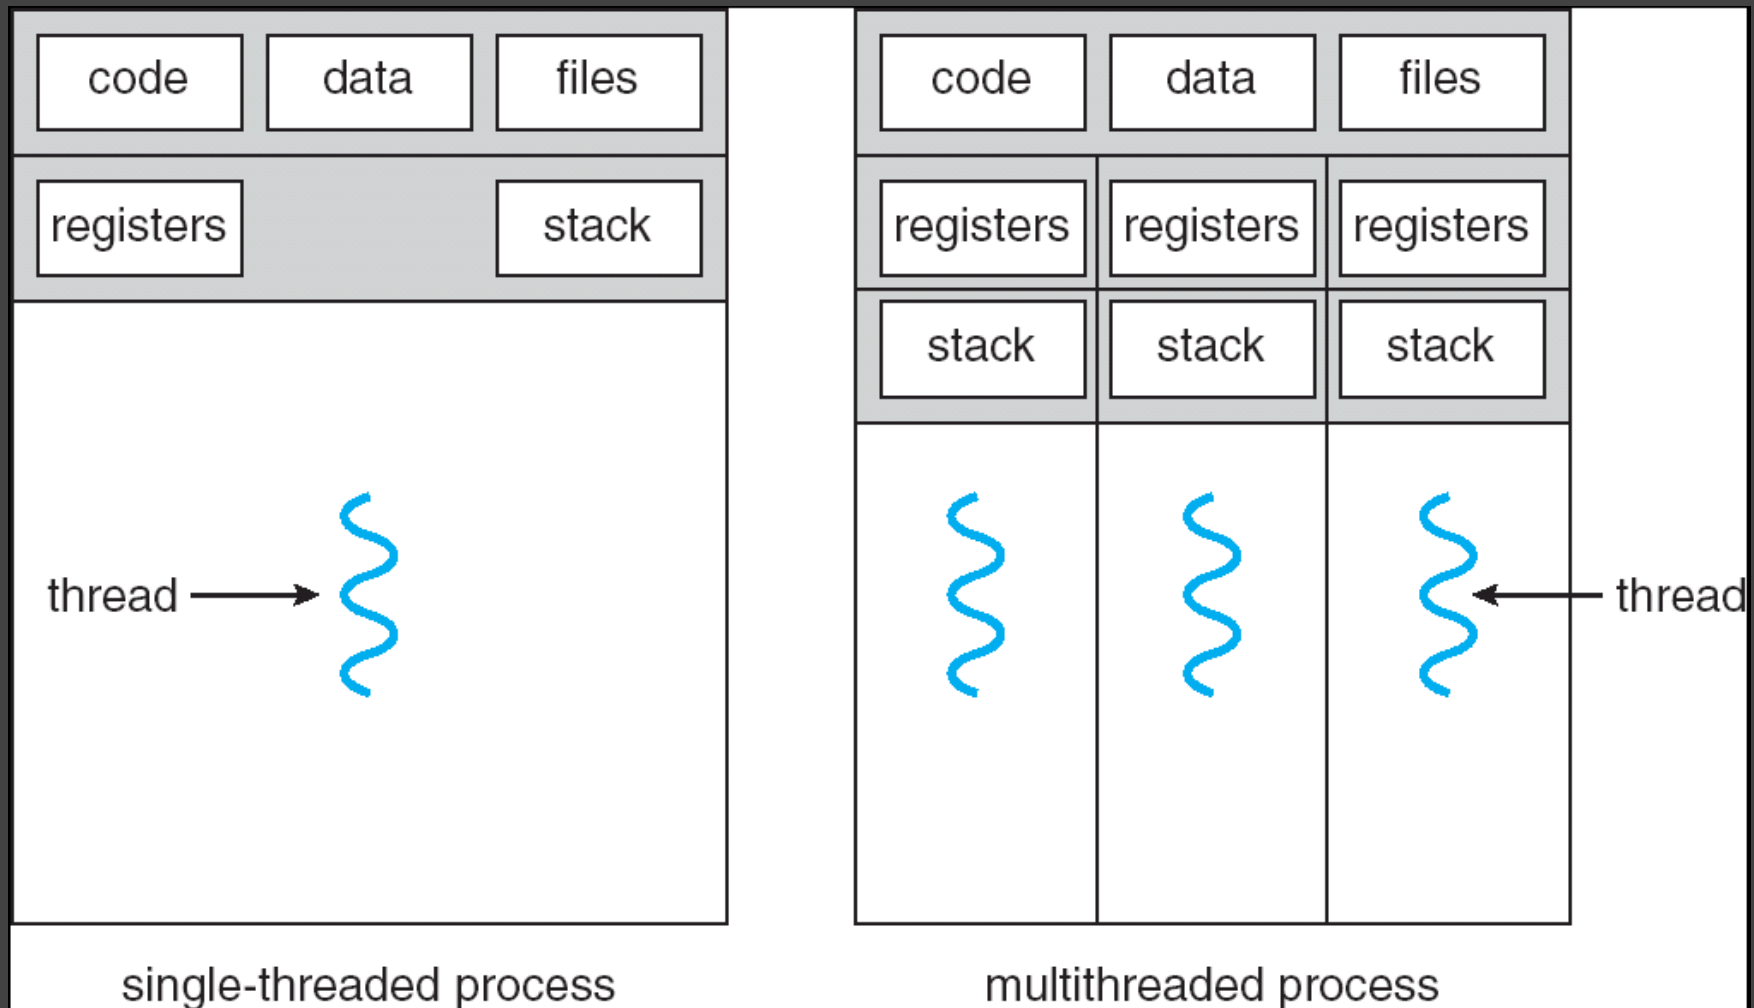 code data files
registers stack
thread
single-threaded process
code data files
registers registers registers
stack stack stack
thread
multithreaded process